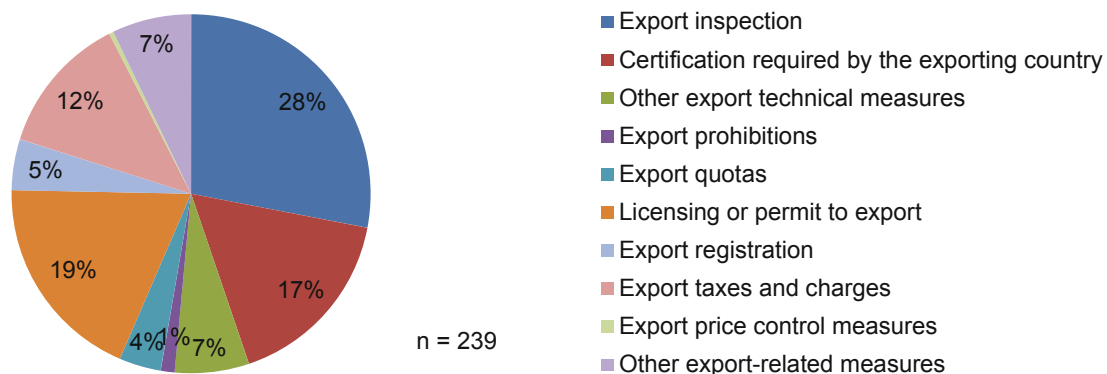 7%
12%
28%
5%
19%
17%
4%
1%
7%
n = 239
Export inspection
Certification required by the exporting country
Other export technical measures
Export prohibitions
Export quotas
Licensing or permit to export
Export registration
Export taxes and charges
Export price control measures
Other export-related measures